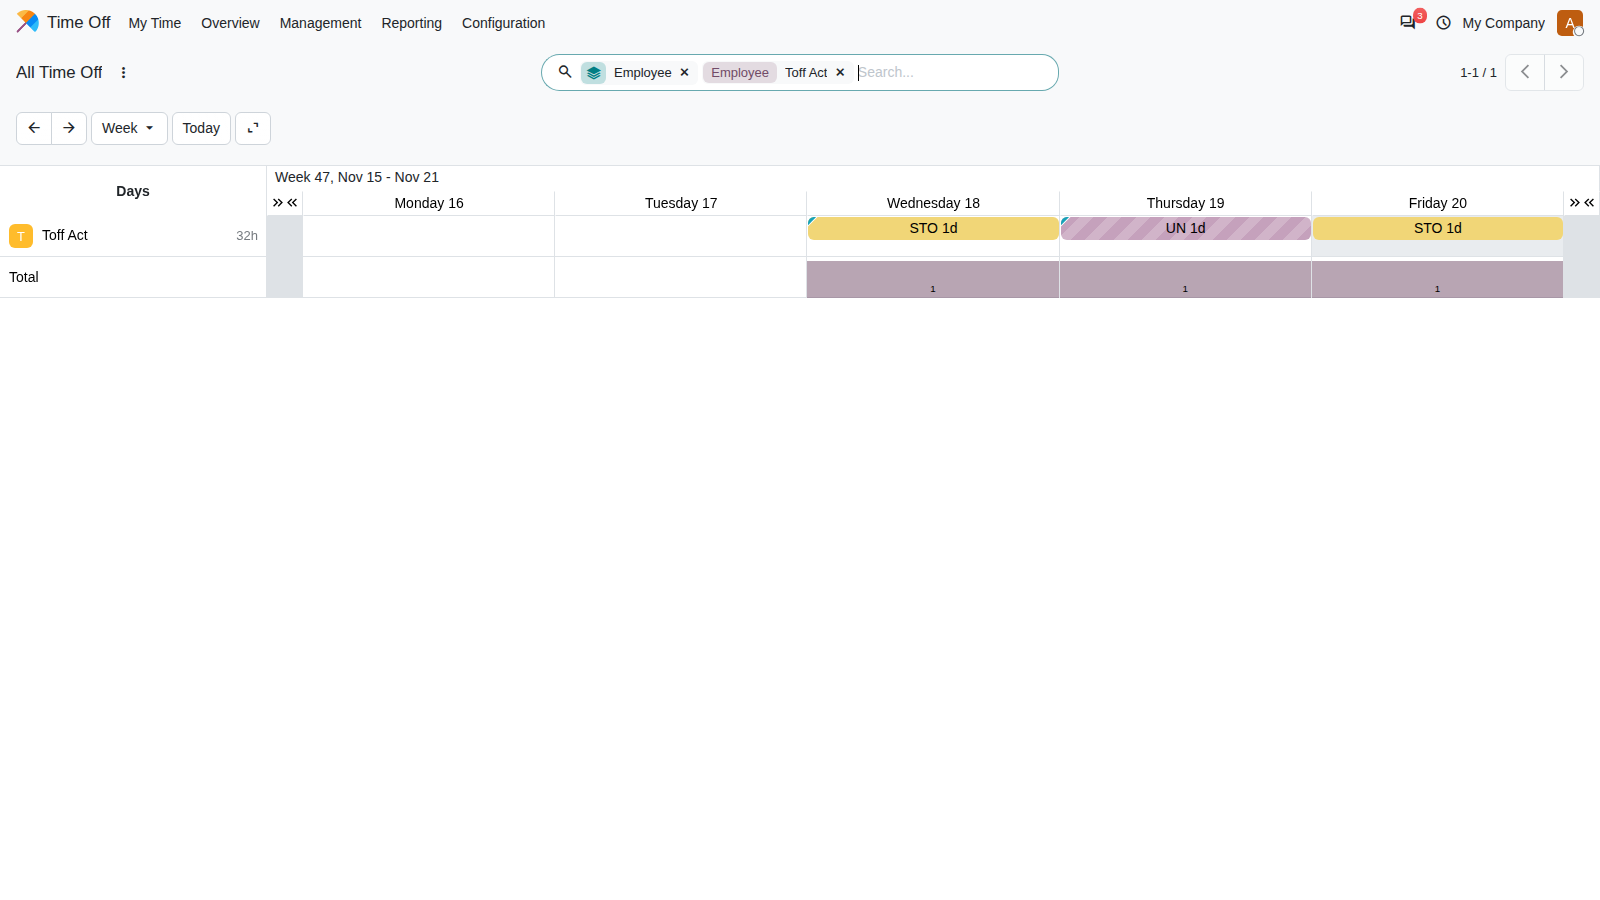 Time Off My Time Overview Management Reporting Configuration 3 My Company A
All Time Off Employee × Employee Toff Act × Search... 1-1 / 1
Week Today
Days Week 47, Nov 15 - Nov 21
Monday 16 Tuesday 17 Wednesday 18 Thursday 19 Friday 20
T Toff Act 32h STO 1d UN 1d STO 1d
Total 1 1 1